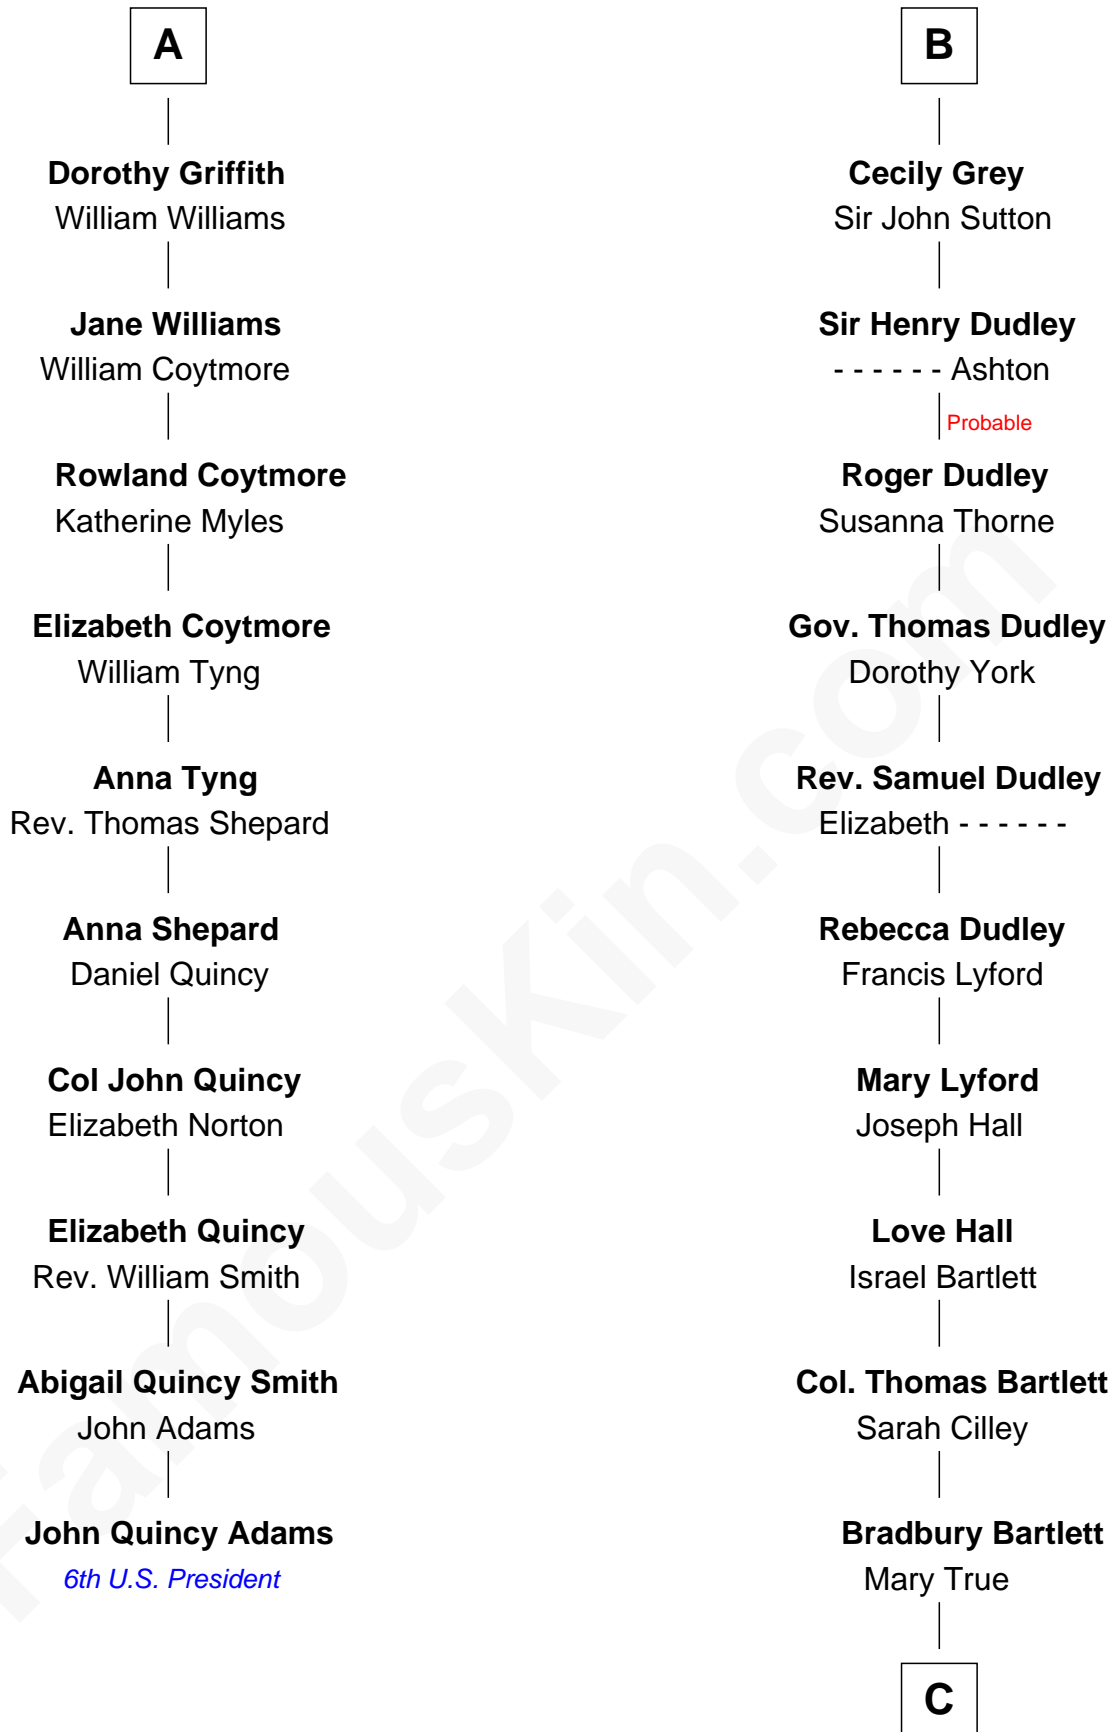 A
Dorothy Griffith
William Williams
Jane Williams
William Coytmore
Rowland Coytmore
Katherine Myles
Elizabeth Coytmore
William Tyng
Anna Tyng
Rev. Thomas Shepard
Anna Shepard
Daniel Quincy
Col John Quincy
Elizabeth Norton
Elizabeth Quincy
Rev. William Smith
Abigail Quincy Smith
John Adams
John Quincy Adams
6th U.S. President
B
Cecily Grey
Sir John Sutton
Sir Henry Dudley
- - - - - - Ashton
Probable
Roger Dudley
Susanna Thorne
Gov. Thomas Dudley
Dorothy York
Rev. Samuel Dudley
Elizabeth - - - - - -
Rebecca Dudley
Francis Lyford
Mary Lyford
Joseph Hall
Love Hall
Israel Bartlett
Col. Thomas Bartlett
Sarah Cilley
Bradbury Bartlett
Mary True
C
FamousKin.com